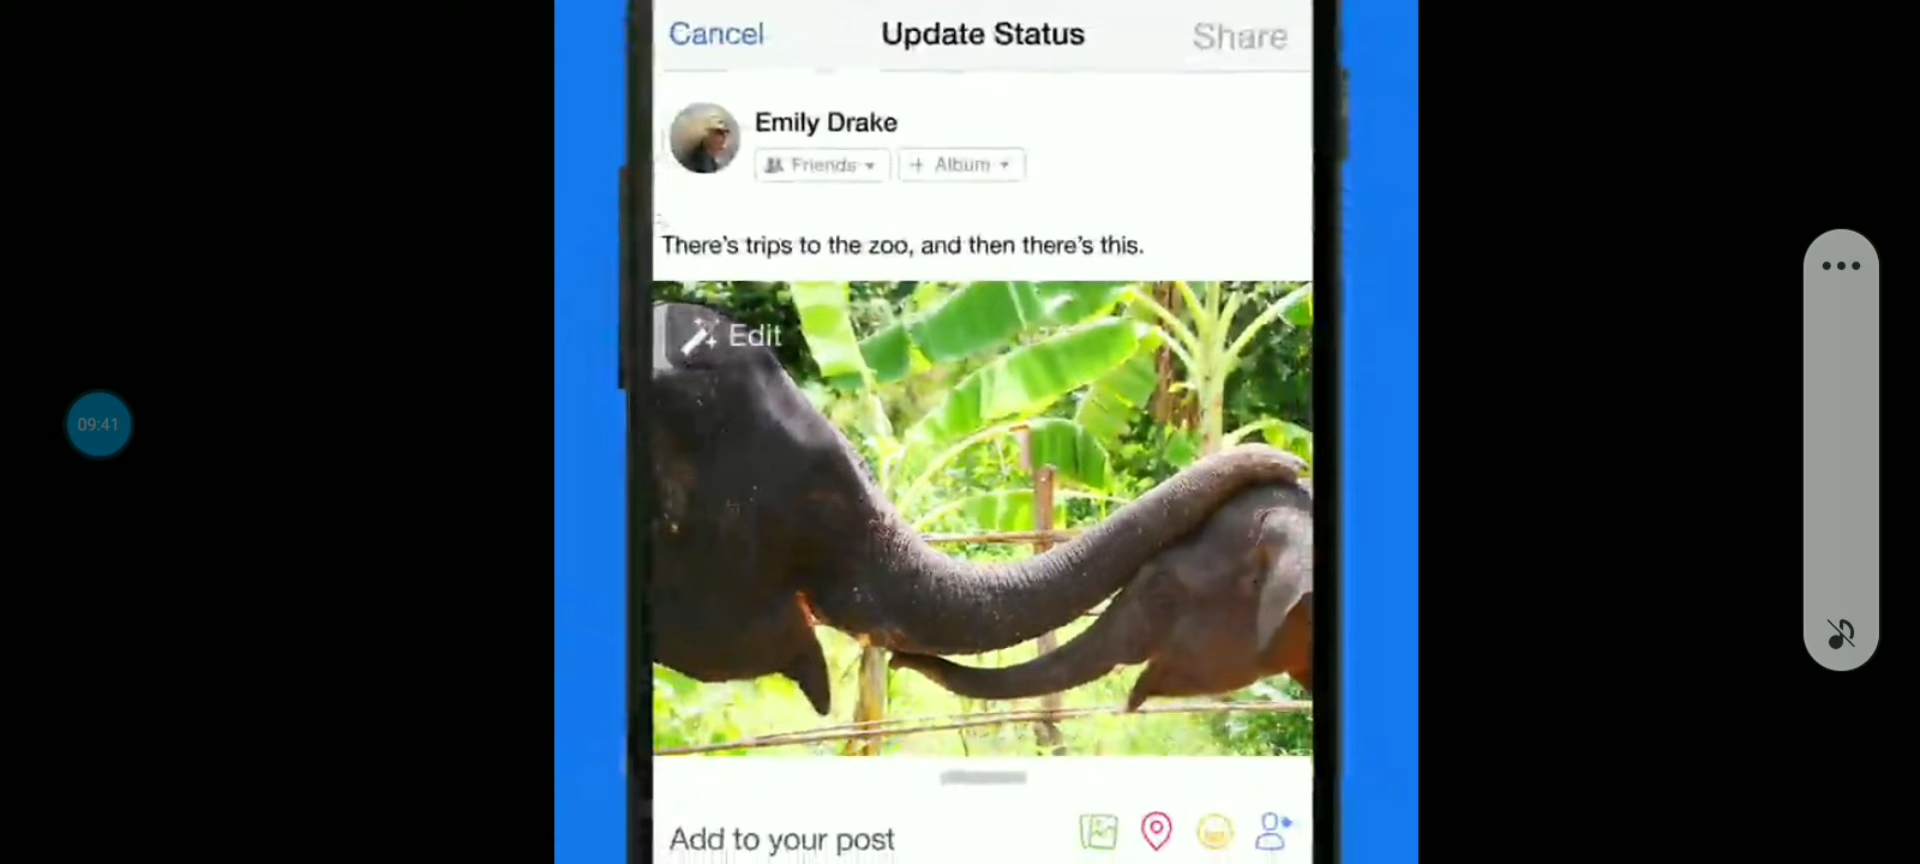 Cancel Update Status Share
Emily Drake
Friends + Album
There's trips to the zoo, and then there's this.
Edit
09:41
Add to your post